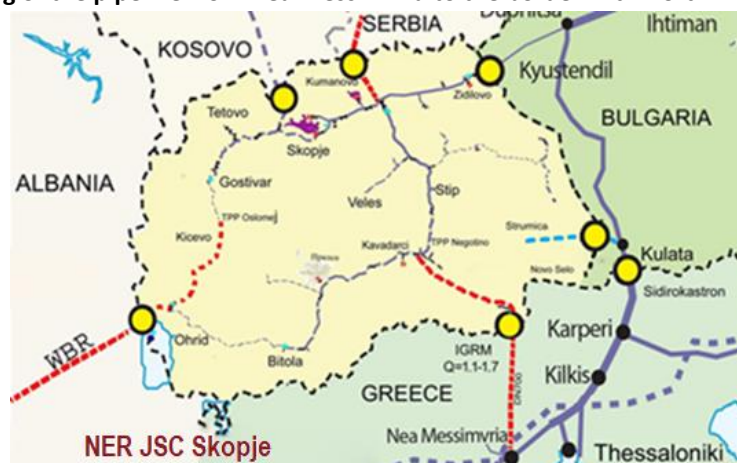 SERBIA
Ihtiman
KOSOVO
Kumanovo
Kyustendil
Zidilovo
Tetovo
BULGARIA
Skopje
ALBANIA
Gostivar
Stip
Veles
TPP Oslomej
Strumica
Kicevo
Kavadarci
TPP Negotino
Kulata
Novo Selo
Sidirokastron
WBR
Ohrid
IGRM
Q=1.1-1.7
Karperi
Bitola
GREECE
DN700
Kilkis
Nea Messimvria
NER JSC Skopje
Thessaloniki